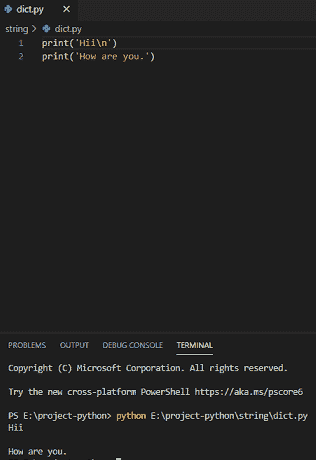 dict.py
string > dict.py
1 print('Hii\n')
2 print('How are you.')
PROBLEMS OUTPUT DEBUG CONSOLE TERMINAL
Copyright (C) Microsoft Corporation. All rights reserved.
Try the new cross-platform PowerShell https://aka.ms/pscore6
PS E:\project-python> python E:\project-python\string\dict.py
Hii
How are you.